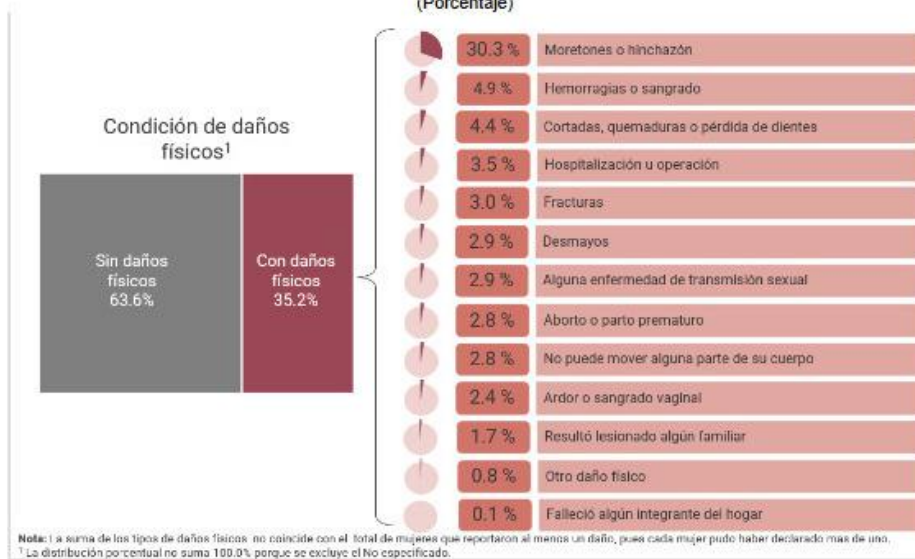 (Porcentaje)
Condición de daños
físicos¹
Sin daños
físicos
63.6%
Con daños
físicos
35.2%
30.3 % Moretones o hinchazón
4.9 % Hemorragias o sangrado
4.4 % Cortadas, quemaduras o pérdida de dientes
3.5 % Hospitalización u operación
3.0 % Fracturas
2.9 % Desmayos
2.9 % Alguna enfermedad de transmisión sexual
2.8 % Aborto o parto prematuro
2.8 % No puede mover alguna parte de su cuerpo
2.4 % Ardor o sangrado vaginal
1.7 % Resultó lesionado algún familiar
0.8 % Otro daño físico
0.1 % Falleció algún integrante del hogar
Nota: La suma de los tipos de daños físicos no coincide con el total de mujeres que reportaron al menos un daño, pues cada mujer pudo haber declarado mas de uno.
¹ La distribución porcentual no suma 100.0% porque se excluye el No especificado.